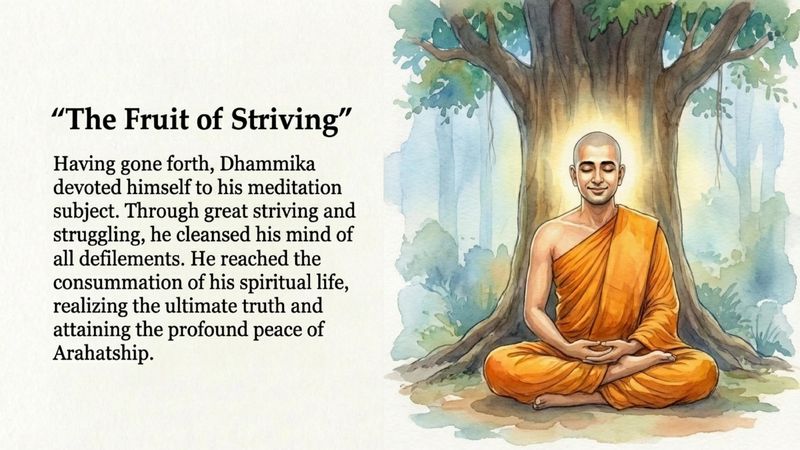 “The Fruit of Striving”
Having gone forth, Dhammika
devoted himself to his meditation
subject. Through great striving and
struggling, he cleansed his mind of
all defilements. He reached the
consummation of his spiritual life,
realizing the ultimate truth and
attaining the profound peace of
Arahatship.